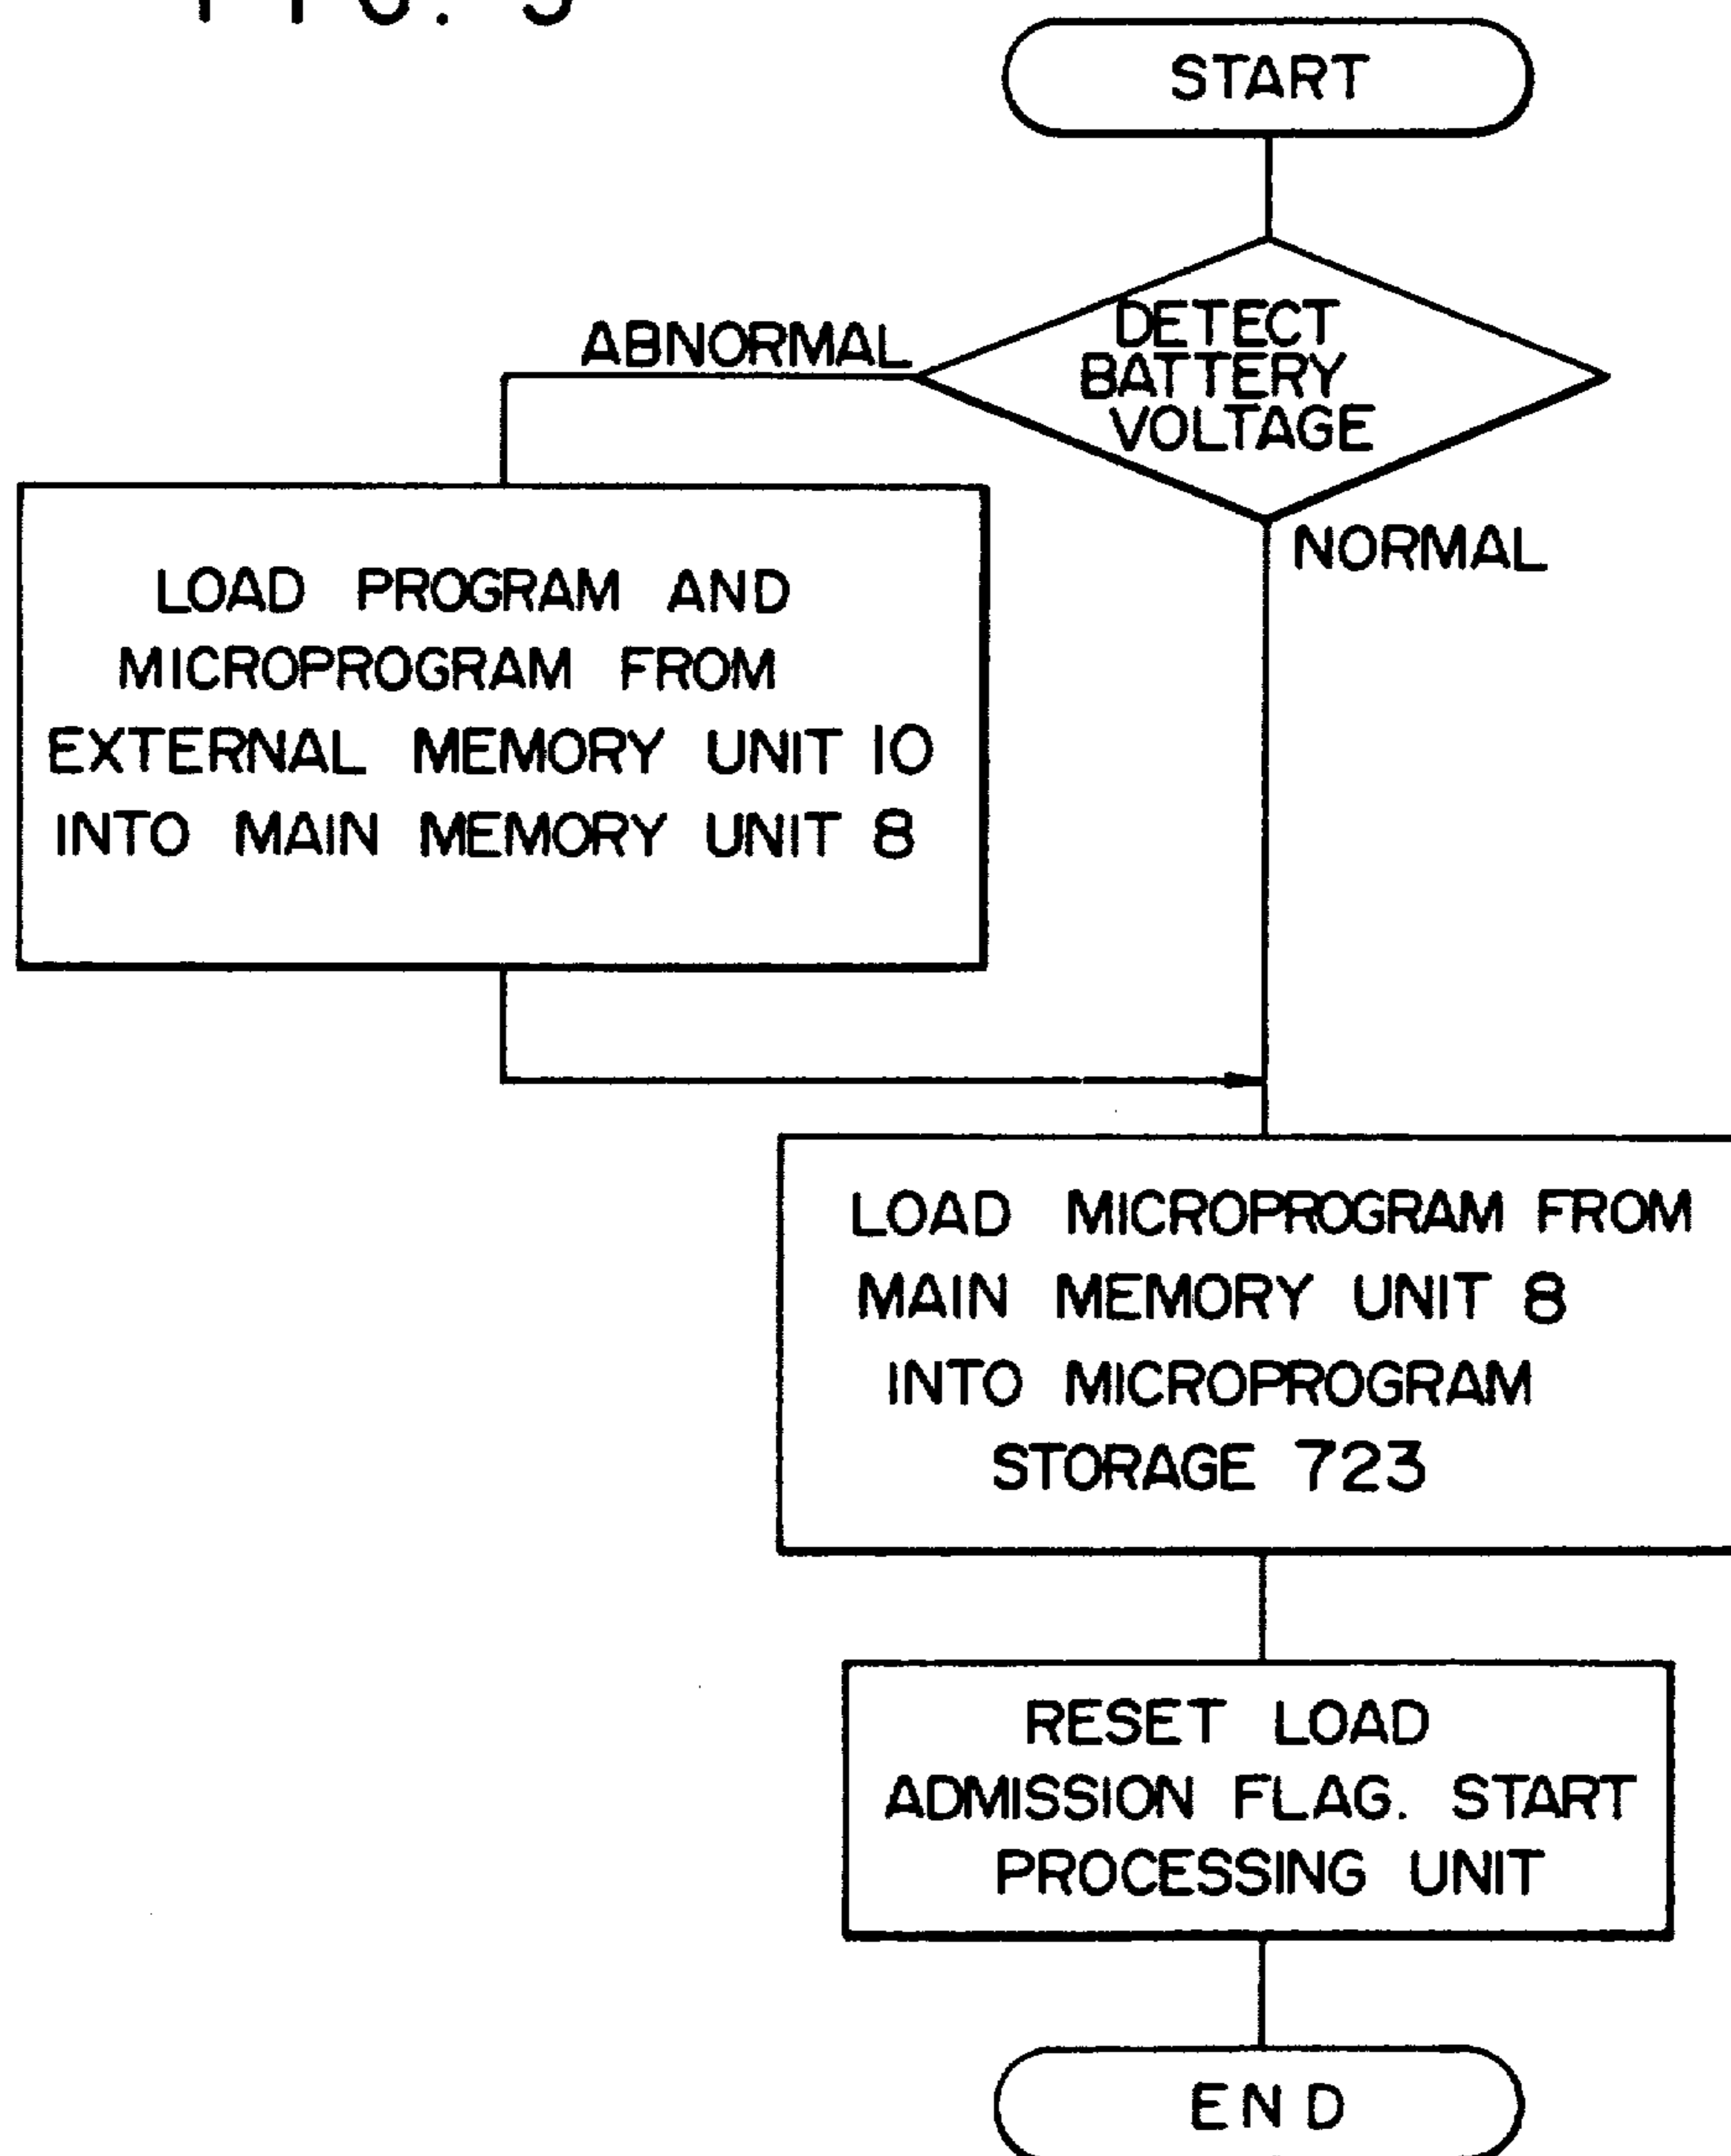 START
DETECT
BATTERY
VOLTAGE
ABNORMAL
NORMAL
LOAD PROGRAM AND
MICROPROGRAM FROM
EXTERNAL MEMORY UNIT 10
INTO MAIN MEMORY UNIT 8
LOAD MICROPROGRAM FROM
MAIN MEMORY UNIT 8
INTO MICROPROGRAM
STORAGE 723
RESET LOAD
ADMISSION FLAG. START
PROCESSING UNIT
END